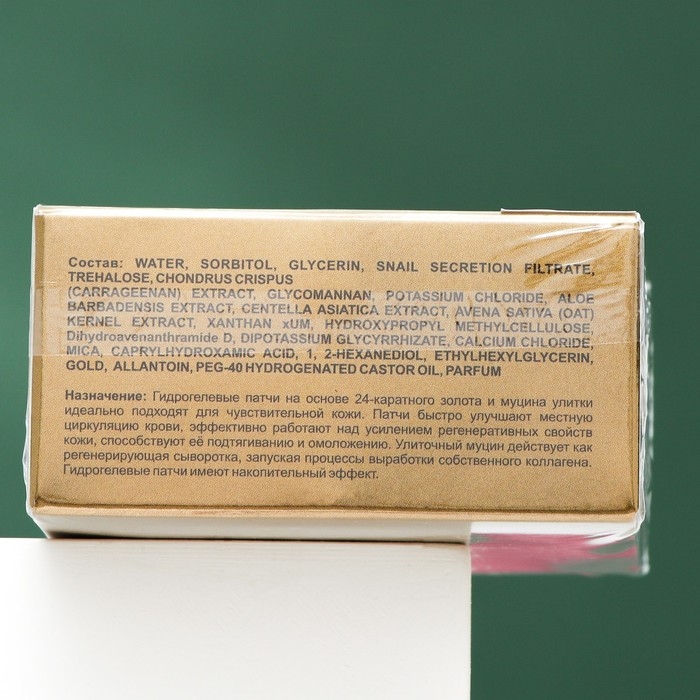 Состав: WATER, SORBITOL, GLYCERIN, SNAIL SECRETION FILTRATE,
TREHALOSE, CHONDRUS CRISPUS
(CARRAGEENAN) EXTRACT, GLYCOMANNAN, POTASSIUM CHLORIDE, ALOE
BARBADENSIS EXTRACT, CENTELLA ASIATICA EXTRACT, AVENA SATIVA (OAT)
KERNEL EXTRACT, XANTHAN xUM, HYDROXYPROPYL METHYLCELLULOSE,
Dihydroavenanthramide D, DIPOTASSIUM GLYCYRRHIZATE, CALCIUM CHLORIDE,
MICA, CAPRYLHYDROXAMIC ACID, 1, 2-HEXANEDIOL, ETHYLHEXYLGLYCERIN,
GOLD, ALLANTOIN, PEG-40 HYDROGENATED CASTOR OIL, PARFUM
Назначение: Гидрогелевые патчи на основе 24-каратного золота и муцина улитки
идеально подходят для чувствительной кожи. Патчи быстро улучшают местную
циркуляцию крови, эффективно работают над усилением регенеративных свойств
кожи, способствуют её подтягиванию и омоложению. Улиточный муцин действует как
регенерирующая сыворотка, запуская процессы выработки собственного коллагена.
Гидрогелевые патчи имеют накопительный эффект.